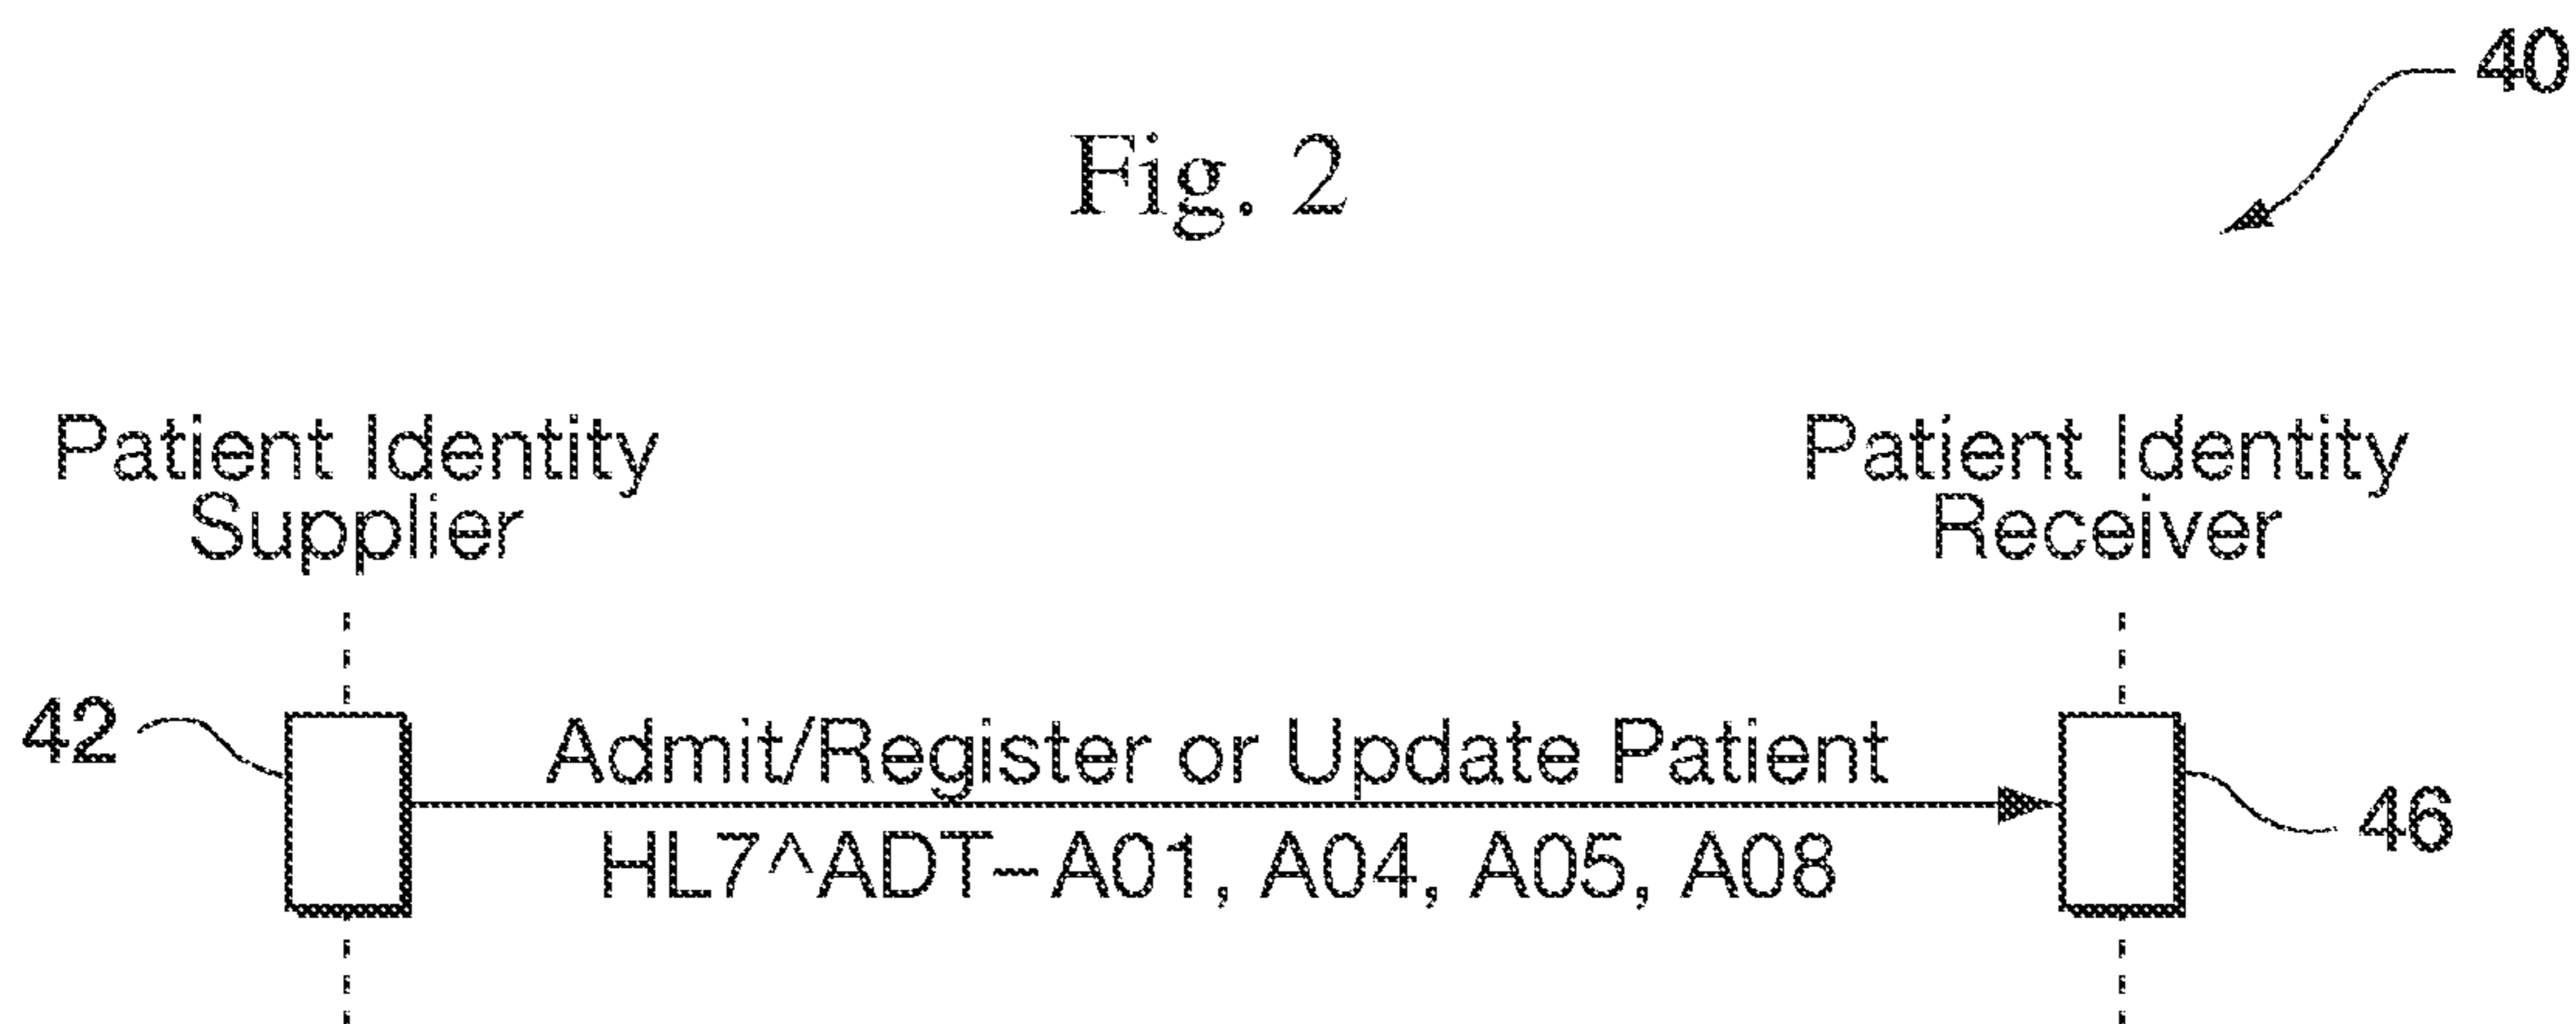 40
Fig. 2
Patient Identity
Supplier
Patient Identity
Receiver
42
Admit/Register or Update Patient
HL7^ADT–A01, A04, A05, A08
46